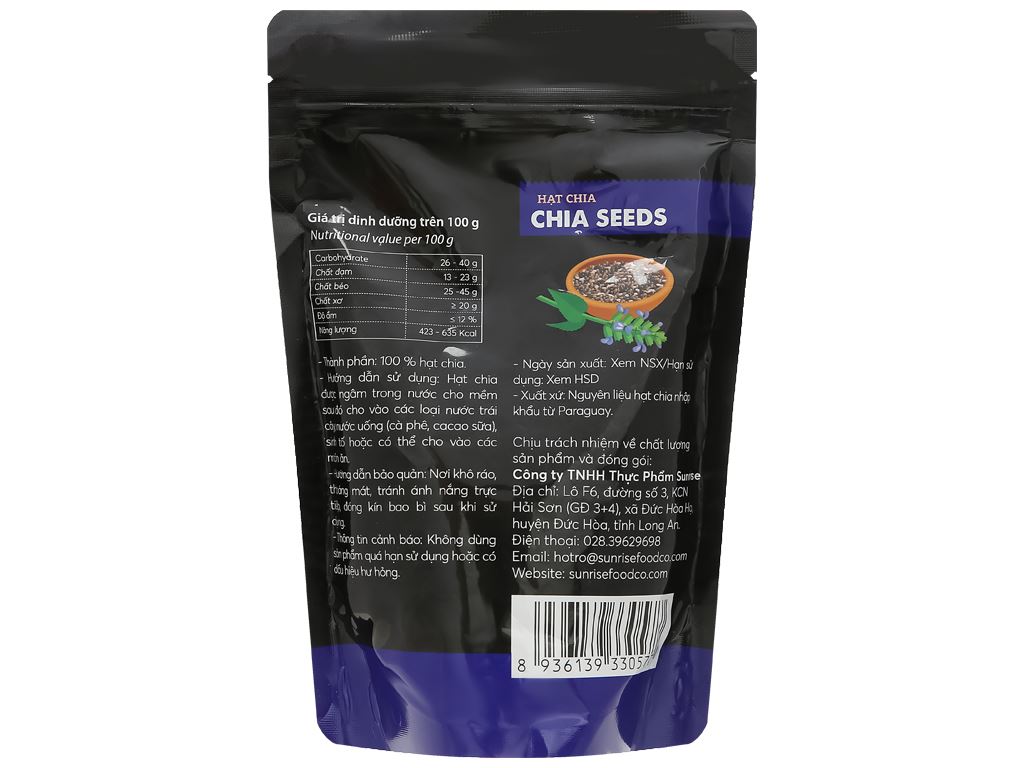 HẠT CHIA
CHIA SEEDS
Giá trị dinh dưỡng trên 100 g
Nutritional value per 100 g
Carbohydrate 26 - 40 g
Chất đạm 13 - 23 g
Chất béo 25 -45 g
Chất xơ ≥ 20 g
Độ ẩm ≤ 12 %
Năng lượng 423 - 635 Kcal
- Thành phần: 100 % hạt chia.
- Hướng dẫn sử dụng: Hạt chia
được ngâm trong nước cho mềm
sau đó cho vào các loại nước trái
cây, nước uống (cà phê, cacao sữa),
sinh tố hoặc có thể cho vào các
món ăn.
- Hướng dẫn bảo quản: Nơi khô ráo,
thoáng mát, tránh ánh nắng trực
tiếp, đóng kín bao bì sau khi sử
dụng.
- Thông tin cảnh báo: Không dùng
sản phẩm quá hạn sử dụng hoặc có
dấu hiệu hư hỏng.
- Ngày sản xuất: Xem NSX/Hạn sử
dụng: Xem HSD
- Xuất xứ: Nguyên liệu hạt chia nhập
khẩu từ Paraguay.
Chịu trách nhiệm về chất lượng
sản phẩm và đóng gói:
Công ty TNHH Thực Phẩm Sunrise
Địa chỉ: Lô F6, đường số 3, KCN
Hải Sơn (GĐ 3+4), xã Đức Hòa Hạ,
huyện Đức Hòa, tỉnh Long An.
Điện thoại: 028.39629698
Email: hotro@sunrisefoodco.com
Website: sunrisefoodco.com
8 936139 33057